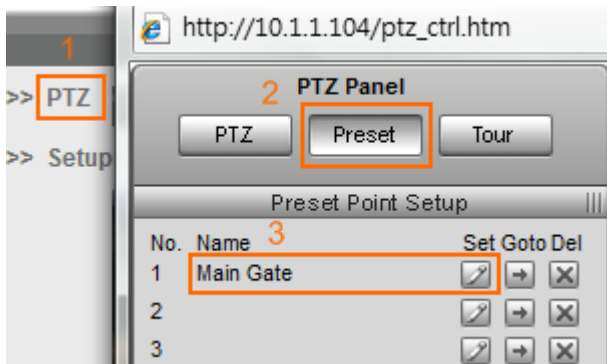 http://10.1.1.104/ptz_ctrl.htm
1
>> PTZ
2 PTZ Panel
PTZ Preset Tour
>> Setup
Preset Point Setup
3
No. Name Set Goto Del
1 Main Gate
2
3